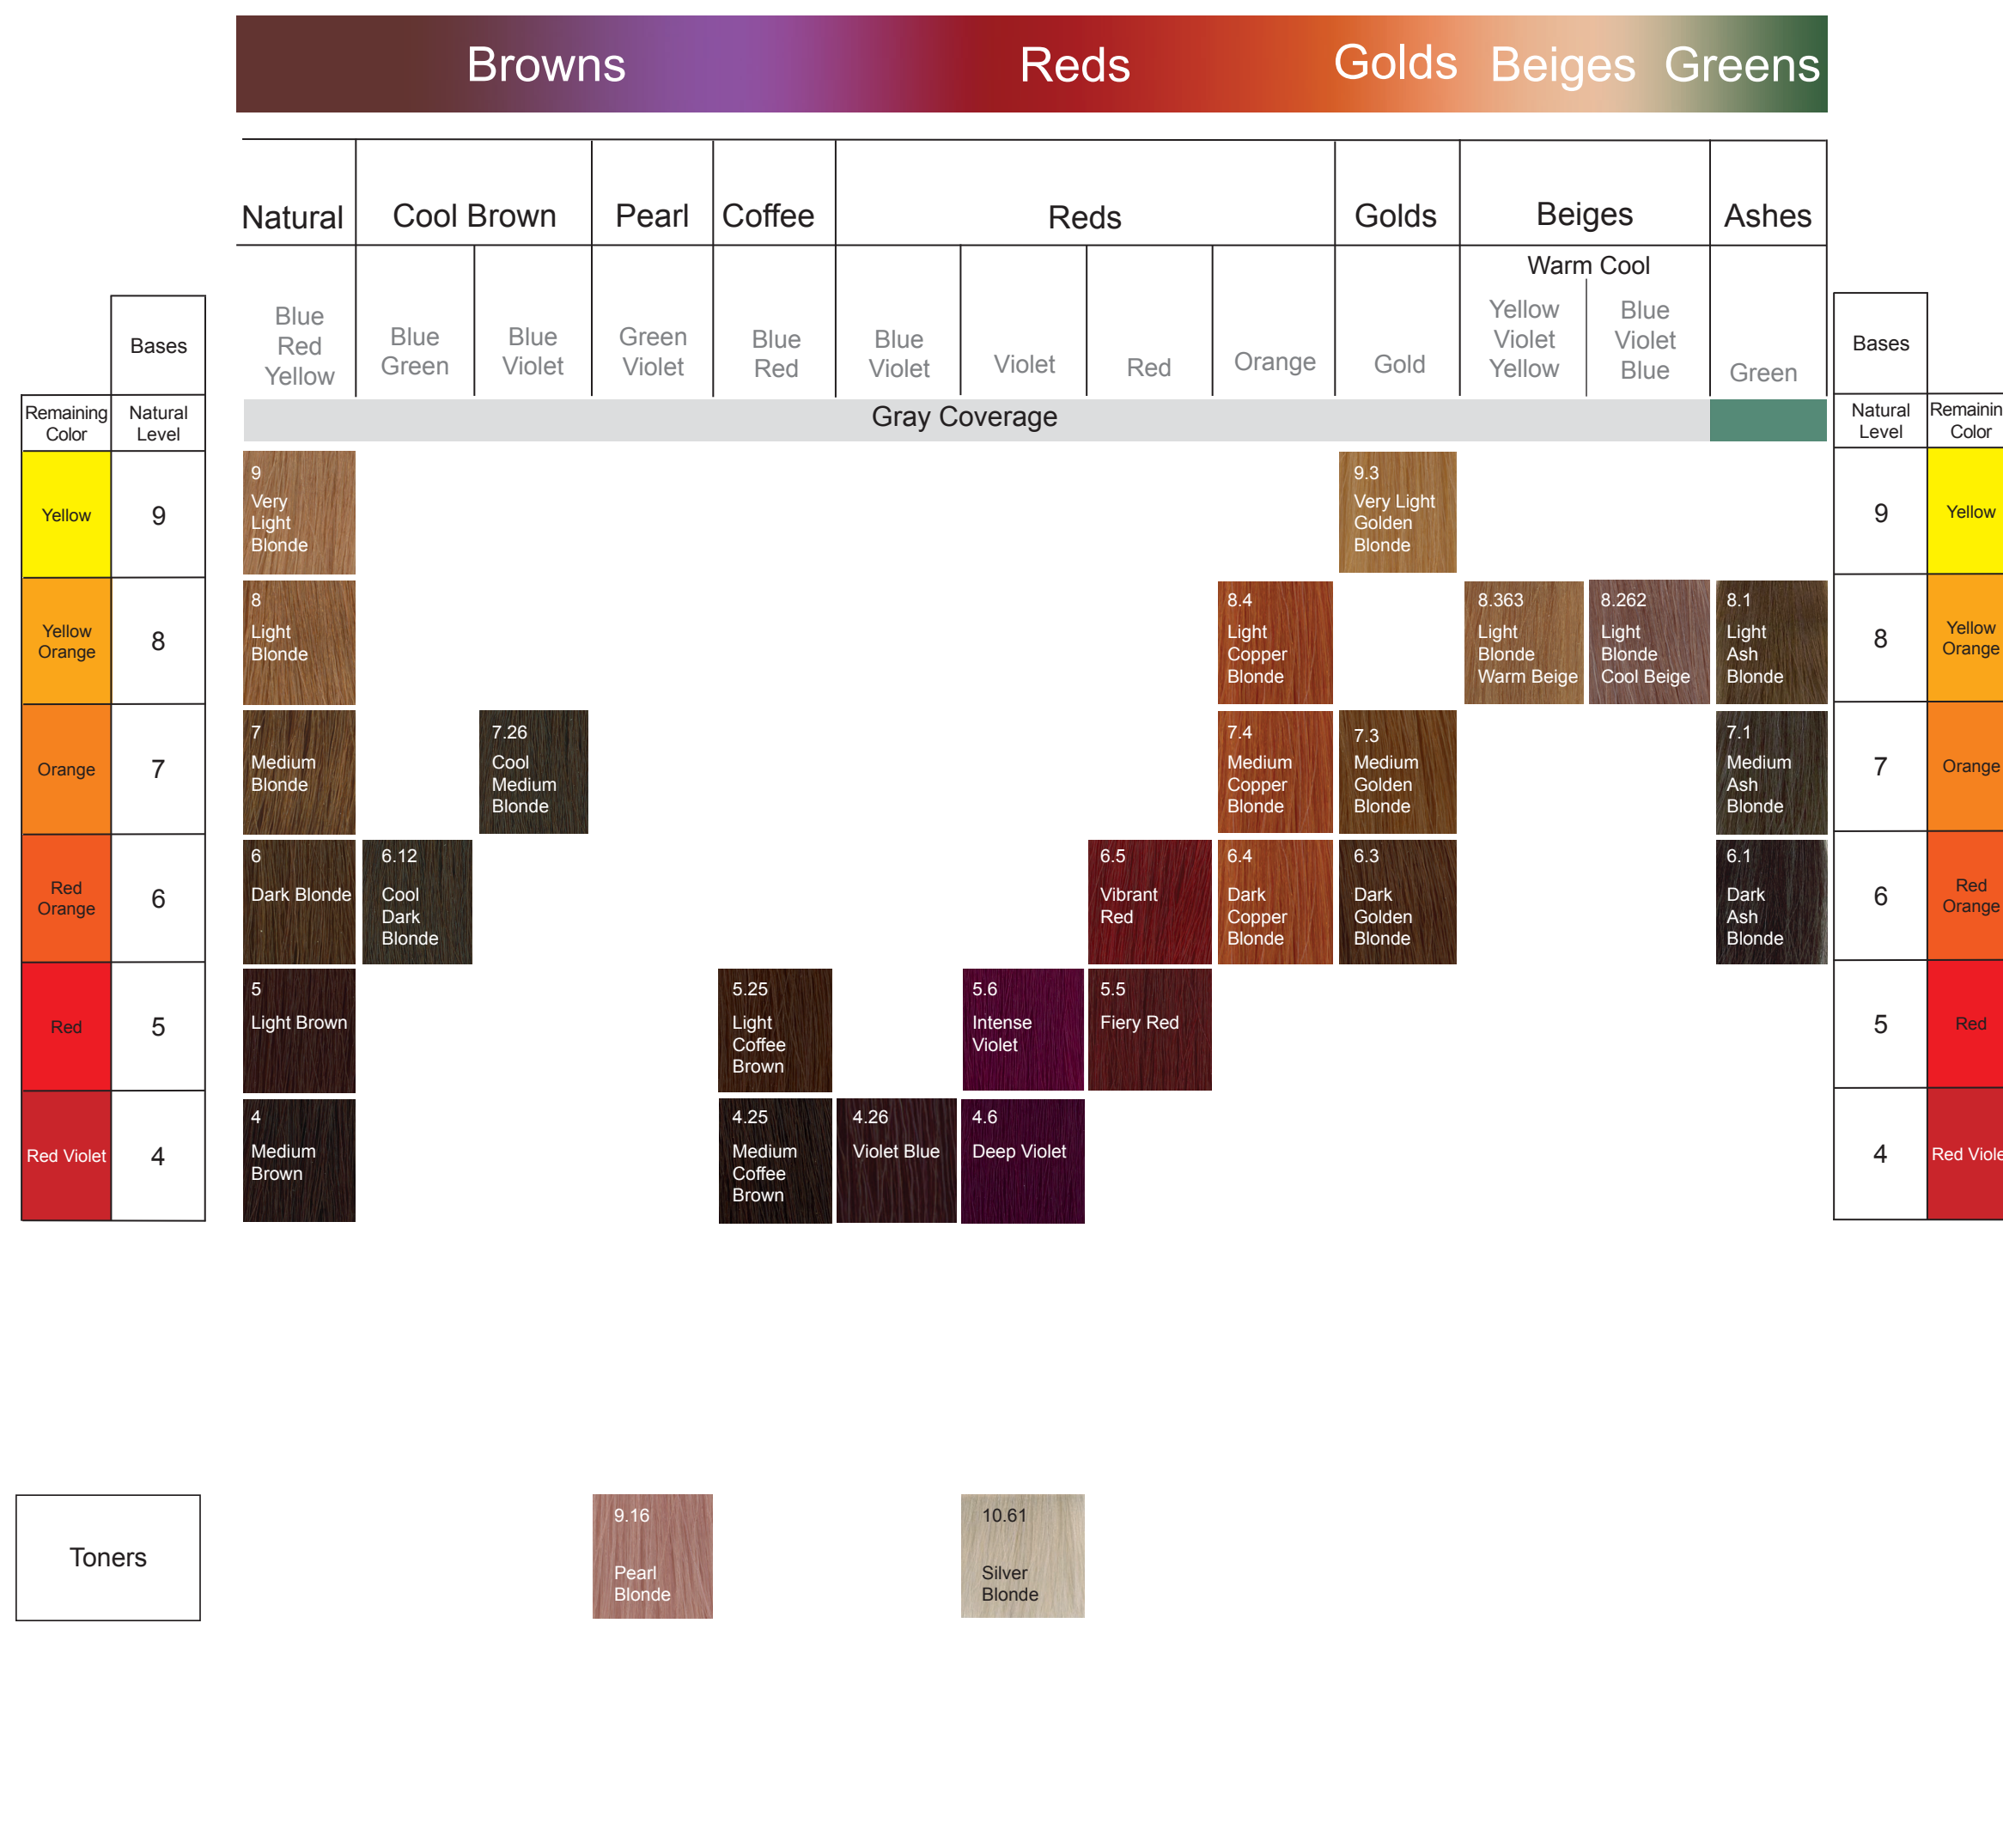 Browns Reds Golds Beiges Greens
Natural Cool Brown Pearl Coffee Reds Golds Beiges Ashes
Warm Cool
Bases
Blue
Red
Yellow
Blue
Green
Blue
Violet
Green
Violet
Blue
Red
Blue
Violet
Violet
Red
Orange
Gold
Yellow
Violet
Yellow
Blue
Violet
Blue
Green
Bases
Remaining
Color
Natural
Level
Gray Coverage
Natural
Level
Remainin
Color
Yellow
9
9
Very
Light
Blonde
9.3
Very Light
Golden
Blonde
9
Yellow
Yellow
Orange
8
8
Light
Blonde
8.4
Light
Copper
Blonde
8.363
Light
Blonde
Warm Beige
8.262
Light
Blonde
Cool Beige
8.1
Light
Ash
Blonde
8
Yellow
Orange
Orange
7
7
Medium
Blonde
7.26
Cool
Medium
Blonde
7.4
Medium
Copper
Blonde
7.3
Medium
Golden
Blonde
7.1
Medium
Ash
Blonde
7
Orange
Red
Orange
6
6
Dark Blonde
6.12
Cool
Dark
Blonde
6.5
Vibrant
Red
6.4
Dark
Copper
Blonde
6.3
Dark
Golden
Blonde
6.1
Dark
Ash
Blonde
6
Red
Orange
Red
5
5
Light Brown
5.25
Light
Coffee
Brown
5.6
Intense
Violet
5.5
Fiery Red
5
Red
Red Violet
4
4
Medium
Brown
4.25
Medium
Coffee
Brown
4.26
Violet Blue
4.6
Deep Violet
4
Red Viole
Toners
9.16
Pearl
Blonde
10.61
Silver
Blonde